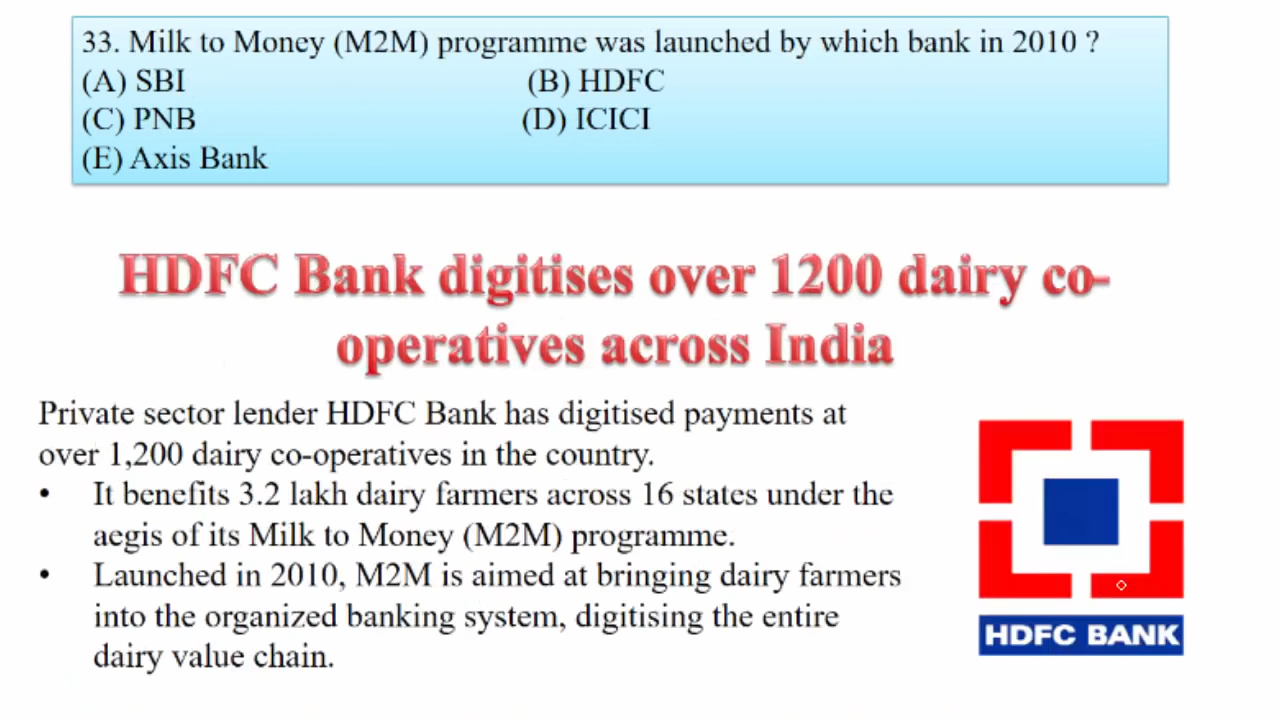 33. Milk to Money (M2M) programme was launched by which bank in 2010 ?
(A) SBI (B) HDFC
(C) PNB (D) ICICI
(E) Axis Bank
HDFC Bank digitises over 1200 dairy co-
operatives across India
Private sector lender HDFC Bank has digitised payments at
over 1,200 dairy co-operatives in the country.
• It benefits 3.2 lakh dairy farmers across 16 states under the
aegis of its Milk to Money (M2M) programme.
• Launched in 2010, M2M is aimed at bringing dairy farmers
into the organized banking system, digitising the entire
dairy value chain.
HDFC BANK